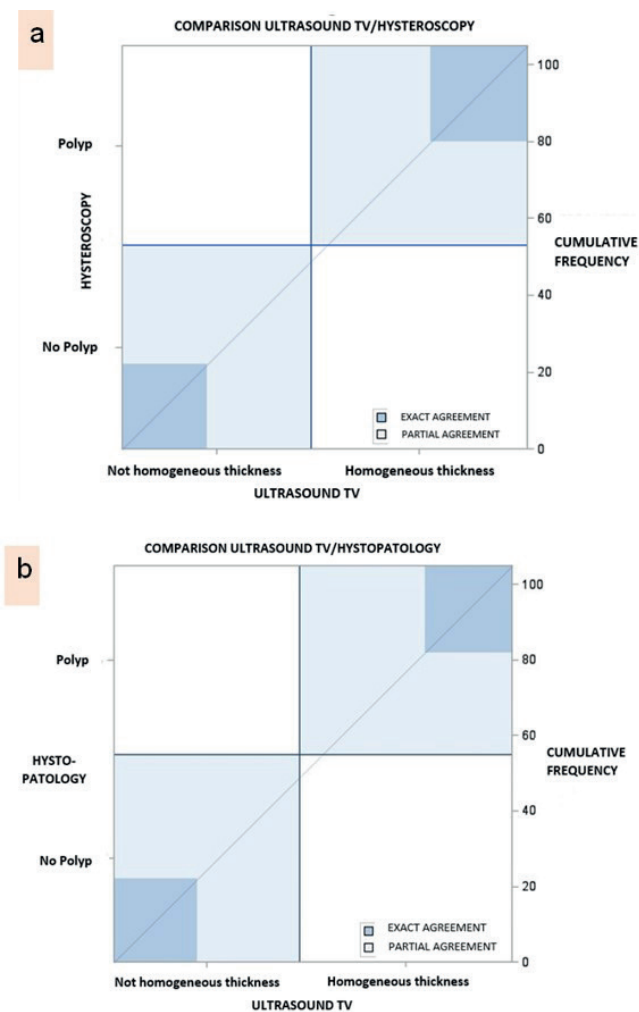 a
COMPARISON ULTRASOUND TV/HYSTEROSCOPY
100
80
60
40
20
0
Polyp
No Polyp
HYSTEROSCOPY
CUMULATIVE
FREQUENCY
EXACT AGREEMENT
PARTIAL AGREEMENT
Not homogeneous thickness
Homogeneous thickness
ULTRASOUND TV
b
COMPARISON ULTRASOUND TV/HYSTOPATOLOGY
100
80
60
40
20
0
Polyp
HYSTO-
PATOLOGY
No Polyp
CUMULATIVE
FREQUENCY
EXACT AGREEMENT
PARTIAL AGREEMENT
Not homogeneous thickness
Homogeneous thickness
ULTRASOUND TV